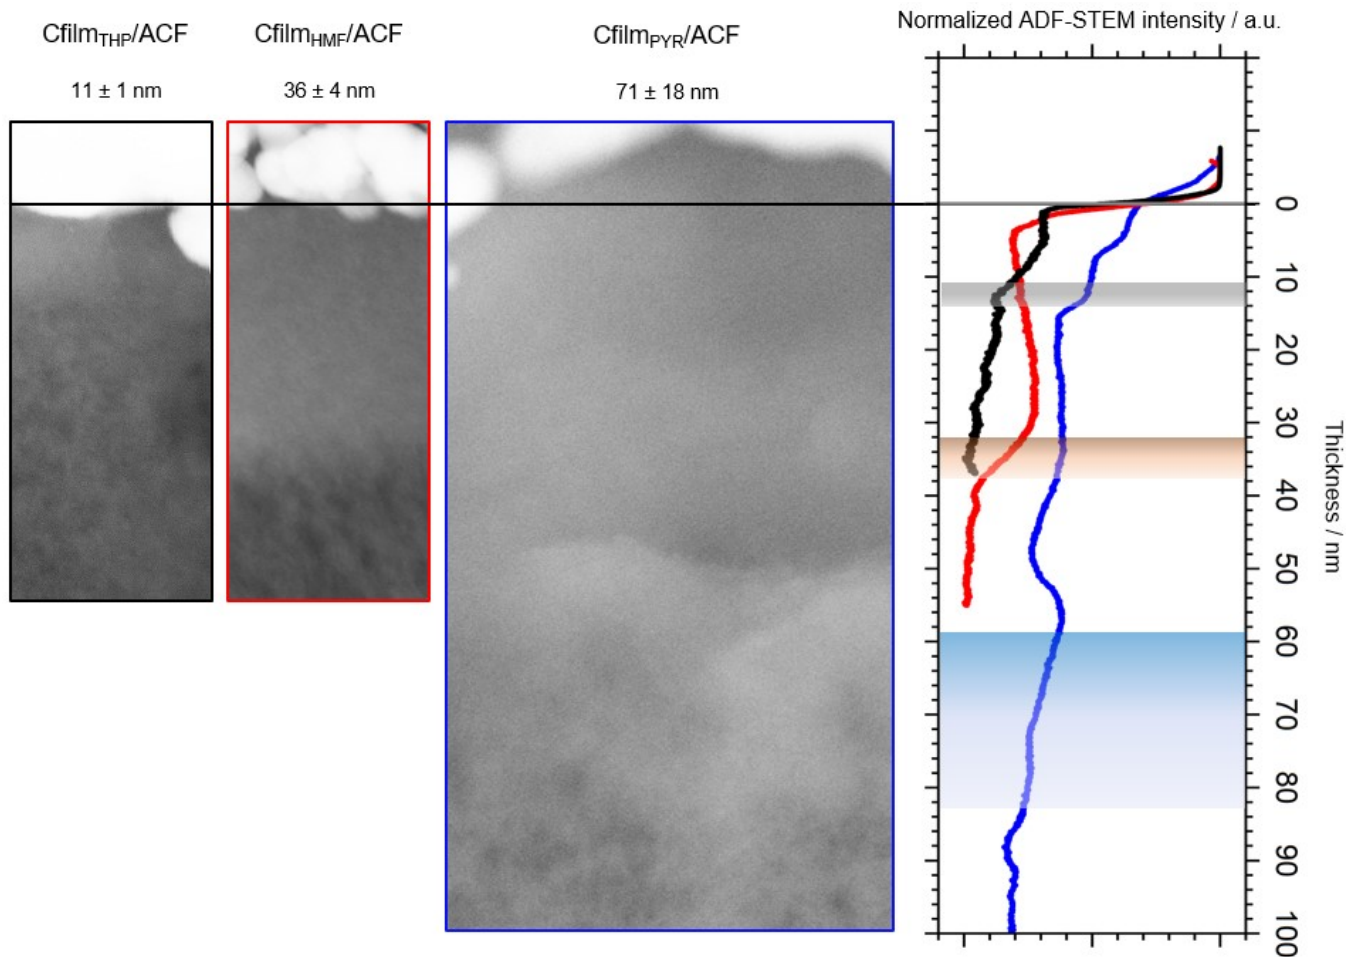 Cfilm_THP/ACF
11 ± 1 nm
Cfilm_HMF/ACF
36 ± 4 nm
Cfilm_PYR/ACF
71 ± 18 nm
Normalized ADF-STEM intensity / a.u.
0
10
20
30
40
50
60
70
80
90
100
Thickness / nm